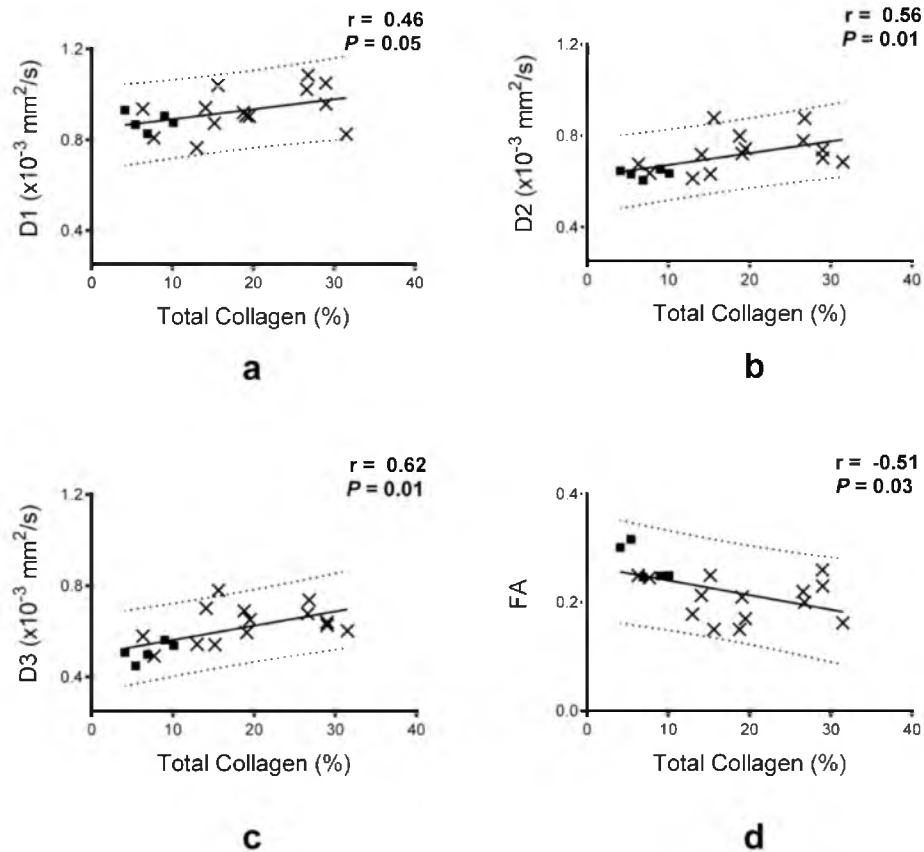 r = 0.46
P = 0.05
1.2
0.8
0.4
D1 (x10⁻³ mm²/s)
0 10 20 30 40
Total Collagen (%)
a
r = 0.56
P = 0.01
1.2
0.8
0.4
D2 (x10⁻³ mm²/s)
0 10 20 30 40
Total Collagen (%)
b
r = 0.62
P = 0.01
1.2
0.8
0.4
D3 (x10⁻³ mm²/s)
0 10 20 30 40
Total Collagen (%)
c
r = -0.51
P = 0.03
0.4
0.2
0.0
FA
0 10 20 30 40
Total Collagen (%)
d